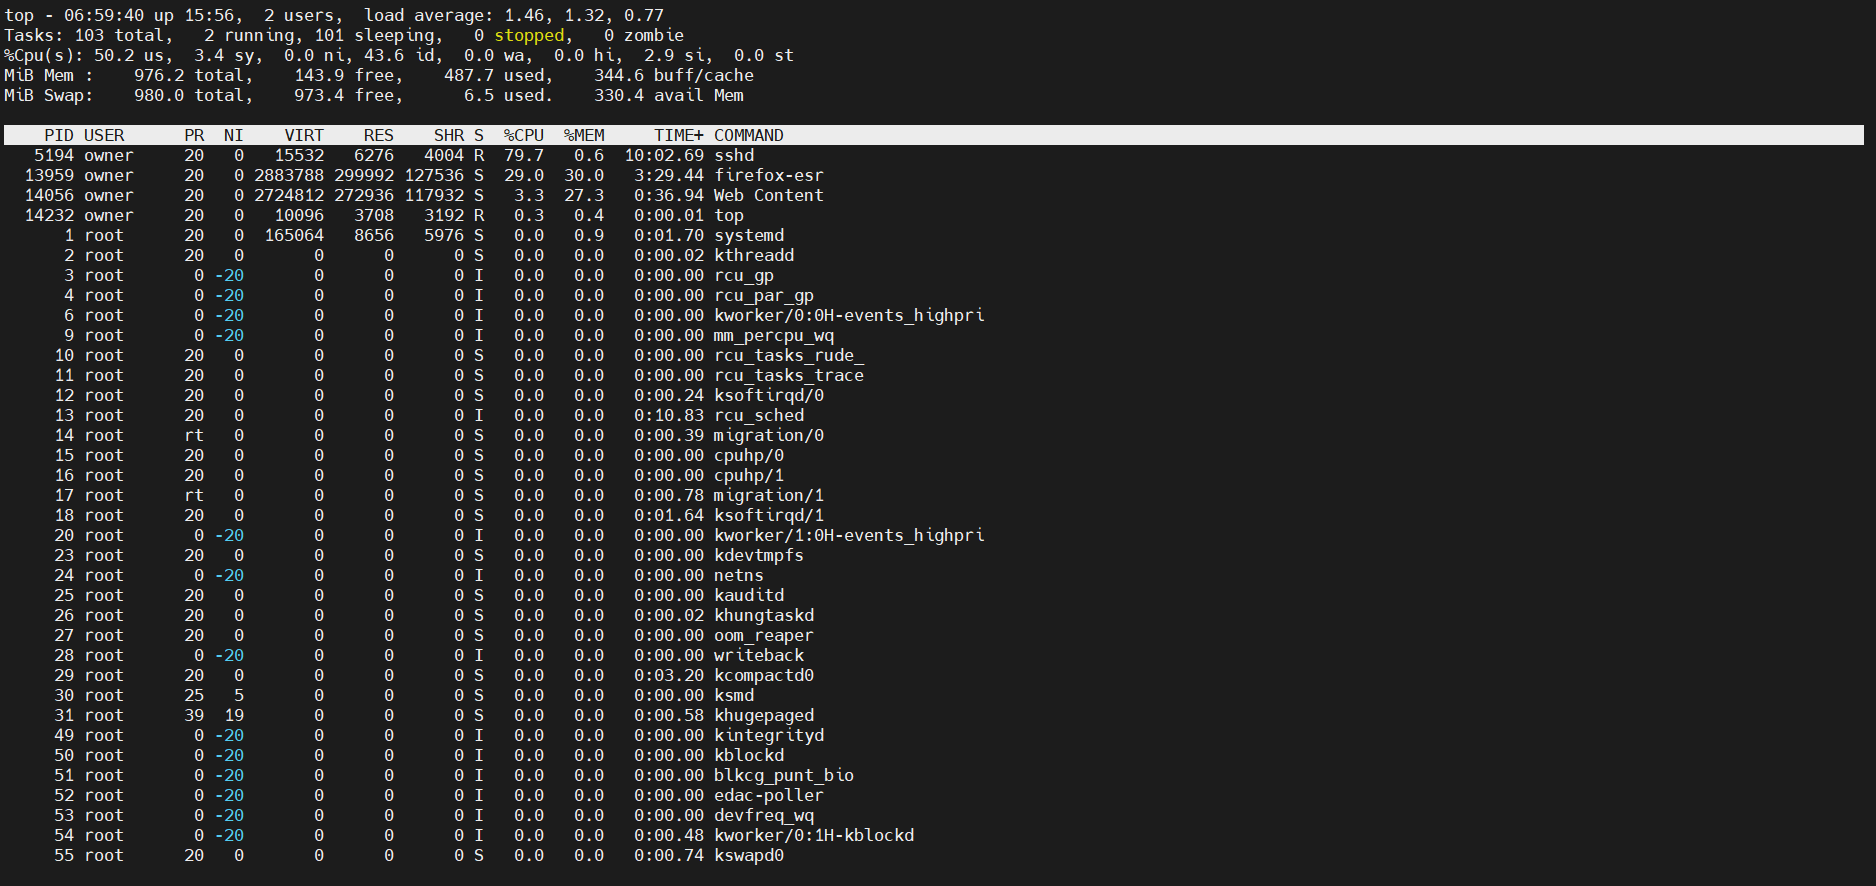 top - 06:59:40 up 15:56,  2 users,  load average: 1.46, 1.32, 0.77
Tasks: 103 total,   2 running, 101 sleeping,   0 stopped,   0 zombie
%Cpu(s): 50.2 us,  3.4 sy,  0.0 ni, 43.6 id,  0.0 wa,  0.0 hi,  2.9 si,  0.0 st
MiB Mem :    976.2 total,    143.9 free,    487.7 used,    344.6 buff/cache
MiB Swap:    980.0 total,    973.4 free,      6.5 used.    330.4 avail Mem
PID USER      PR  NI    VIRT    RES    SHR S  %CPU  %MEM     TIME+ COMMAND
5194 owner     20   0   15532   6276   4004 R  79.7   0.6  10:02.69 sshd
13959 owner     20   0 2883788 299992 127536 S  29.0  30.0   3:29.44 firefox-esr
14056 owner     20   0 2724812 272936 117932 S   3.3  27.3   0:36.94 Web Content
14232 owner     20   0   10096   3708   3192 R   0.3   0.4   0:00.01 top
1 root      20   0  165064   8656   5976 S   0.0   0.9   0:01.70 systemd
2 root      20   0       0      0      0 S   0.0   0.0   0:00.02 kthreadd
3 root       0 -20       0      0      0 I   0.0   0.0   0:00.00 rcu_gp
4 root       0 -20       0      0      0 I   0.0   0.0   0:00.00 rcu_par_gp
6 root       0 -20       0      0      0 I   0.0   0.0   0:00.00 kworker/0:0H-events_highpri
9 root       0 -20       0      0      0 I   0.0   0.0   0:00.00 mm_percpu_wq
10 root      20   0       0      0      0 S   0.0   0.0   0:00.00 rcu_tasks_rude_
11 root      20   0       0      0      0 S   0.0   0.0   0:00.00 rcu_tasks_trace
12 root      20   0       0      0      0 S   0.0   0.0   0:00.24 ksoftirqd/0
13 root      20   0       0      0      0 I   0.0   0.0   0:10.83 rcu_sched
14 root      rt   0       0      0      0 S   0.0   0.0   0:00.39 migration/0
15 root      20   0       0      0      0 S   0.0   0.0   0:00.00 cpuhp/0
16 root      20   0       0      0      0 S   0.0   0.0   0:00.00 cpuhp/1
17 root      rt   0       0      0      0 S   0.0   0.0   0:00.78 migration/1
18 root      20   0       0      0      0 S   0.0   0.0   0:01.64 ksoftirqd/1
20 root       0 -20       0      0      0 I   0.0   0.0   0:00.00 kworker/1:0H-events_highpri
23 root      20   0       0      0      0 S   0.0   0.0   0:00.00 kdevtmpfs
24 root       0 -20       0      0      0 I   0.0   0.0   0:00.00 netns
25 root      20   0       0      0      0 S   0.0   0.0   0:00.00 kauditd
26 root      20   0       0      0      0 S   0.0   0.0   0:00.02 khungtaskd
27 root      20   0       0      0      0 S   0.0   0.0   0:00.00 oom_reaper
28 root       0 -20       0      0      0 I   0.0   0.0   0:00.00 writeback
29 root      20   0       0      0      0 S   0.0   0.0   0:03.20 kcompactd0
30 root      25   5       0      0      0 S   0.0   0.0   0:00.00 ksmd
31 root      39  19       0      0      0 S   0.0   0.0   0:00.58 khugepaged
49 root       0 -20       0      0      0 I   0.0   0.0   0:00.00 kintegrityd
50 root       0 -20       0      0      0 I   0.0   0.0   0:00.00 kblockd
51 root       0 -20       0      0      0 I   0.0   0.0   0:00.00 blkcg_punt_bio
52 root       0 -20       0      0      0 I   0.0   0.0   0:00.00 edac-poller
53 root       0 -20       0      0      0 I   0.0   0.0   0:00.00 devfreq_wq
54 root       0 -20       0      0      0 I   0.0   0.0   0:00.48 kworker/0:1H-kblockd
55 root      20   0       0      0      0 S   0.0   0.0   0:00.74 kswapd0